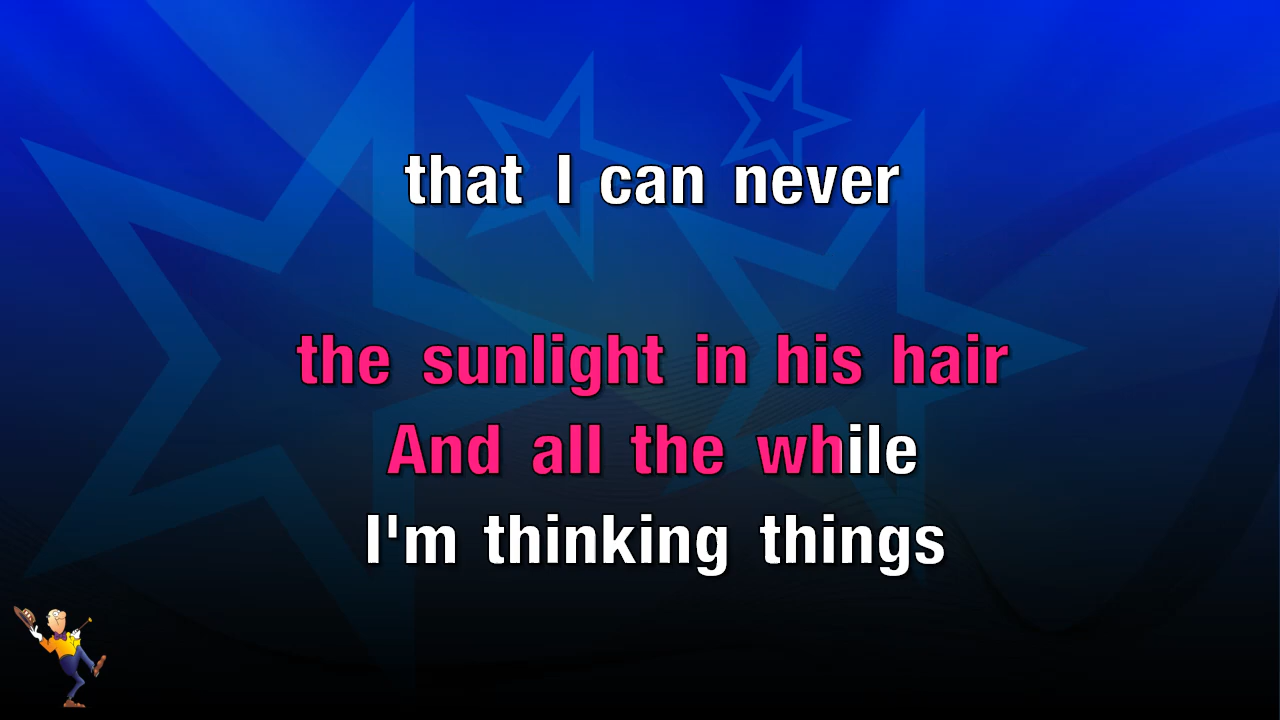 that I can never
the sunlight in his hair
And all the while
I'm thinking things